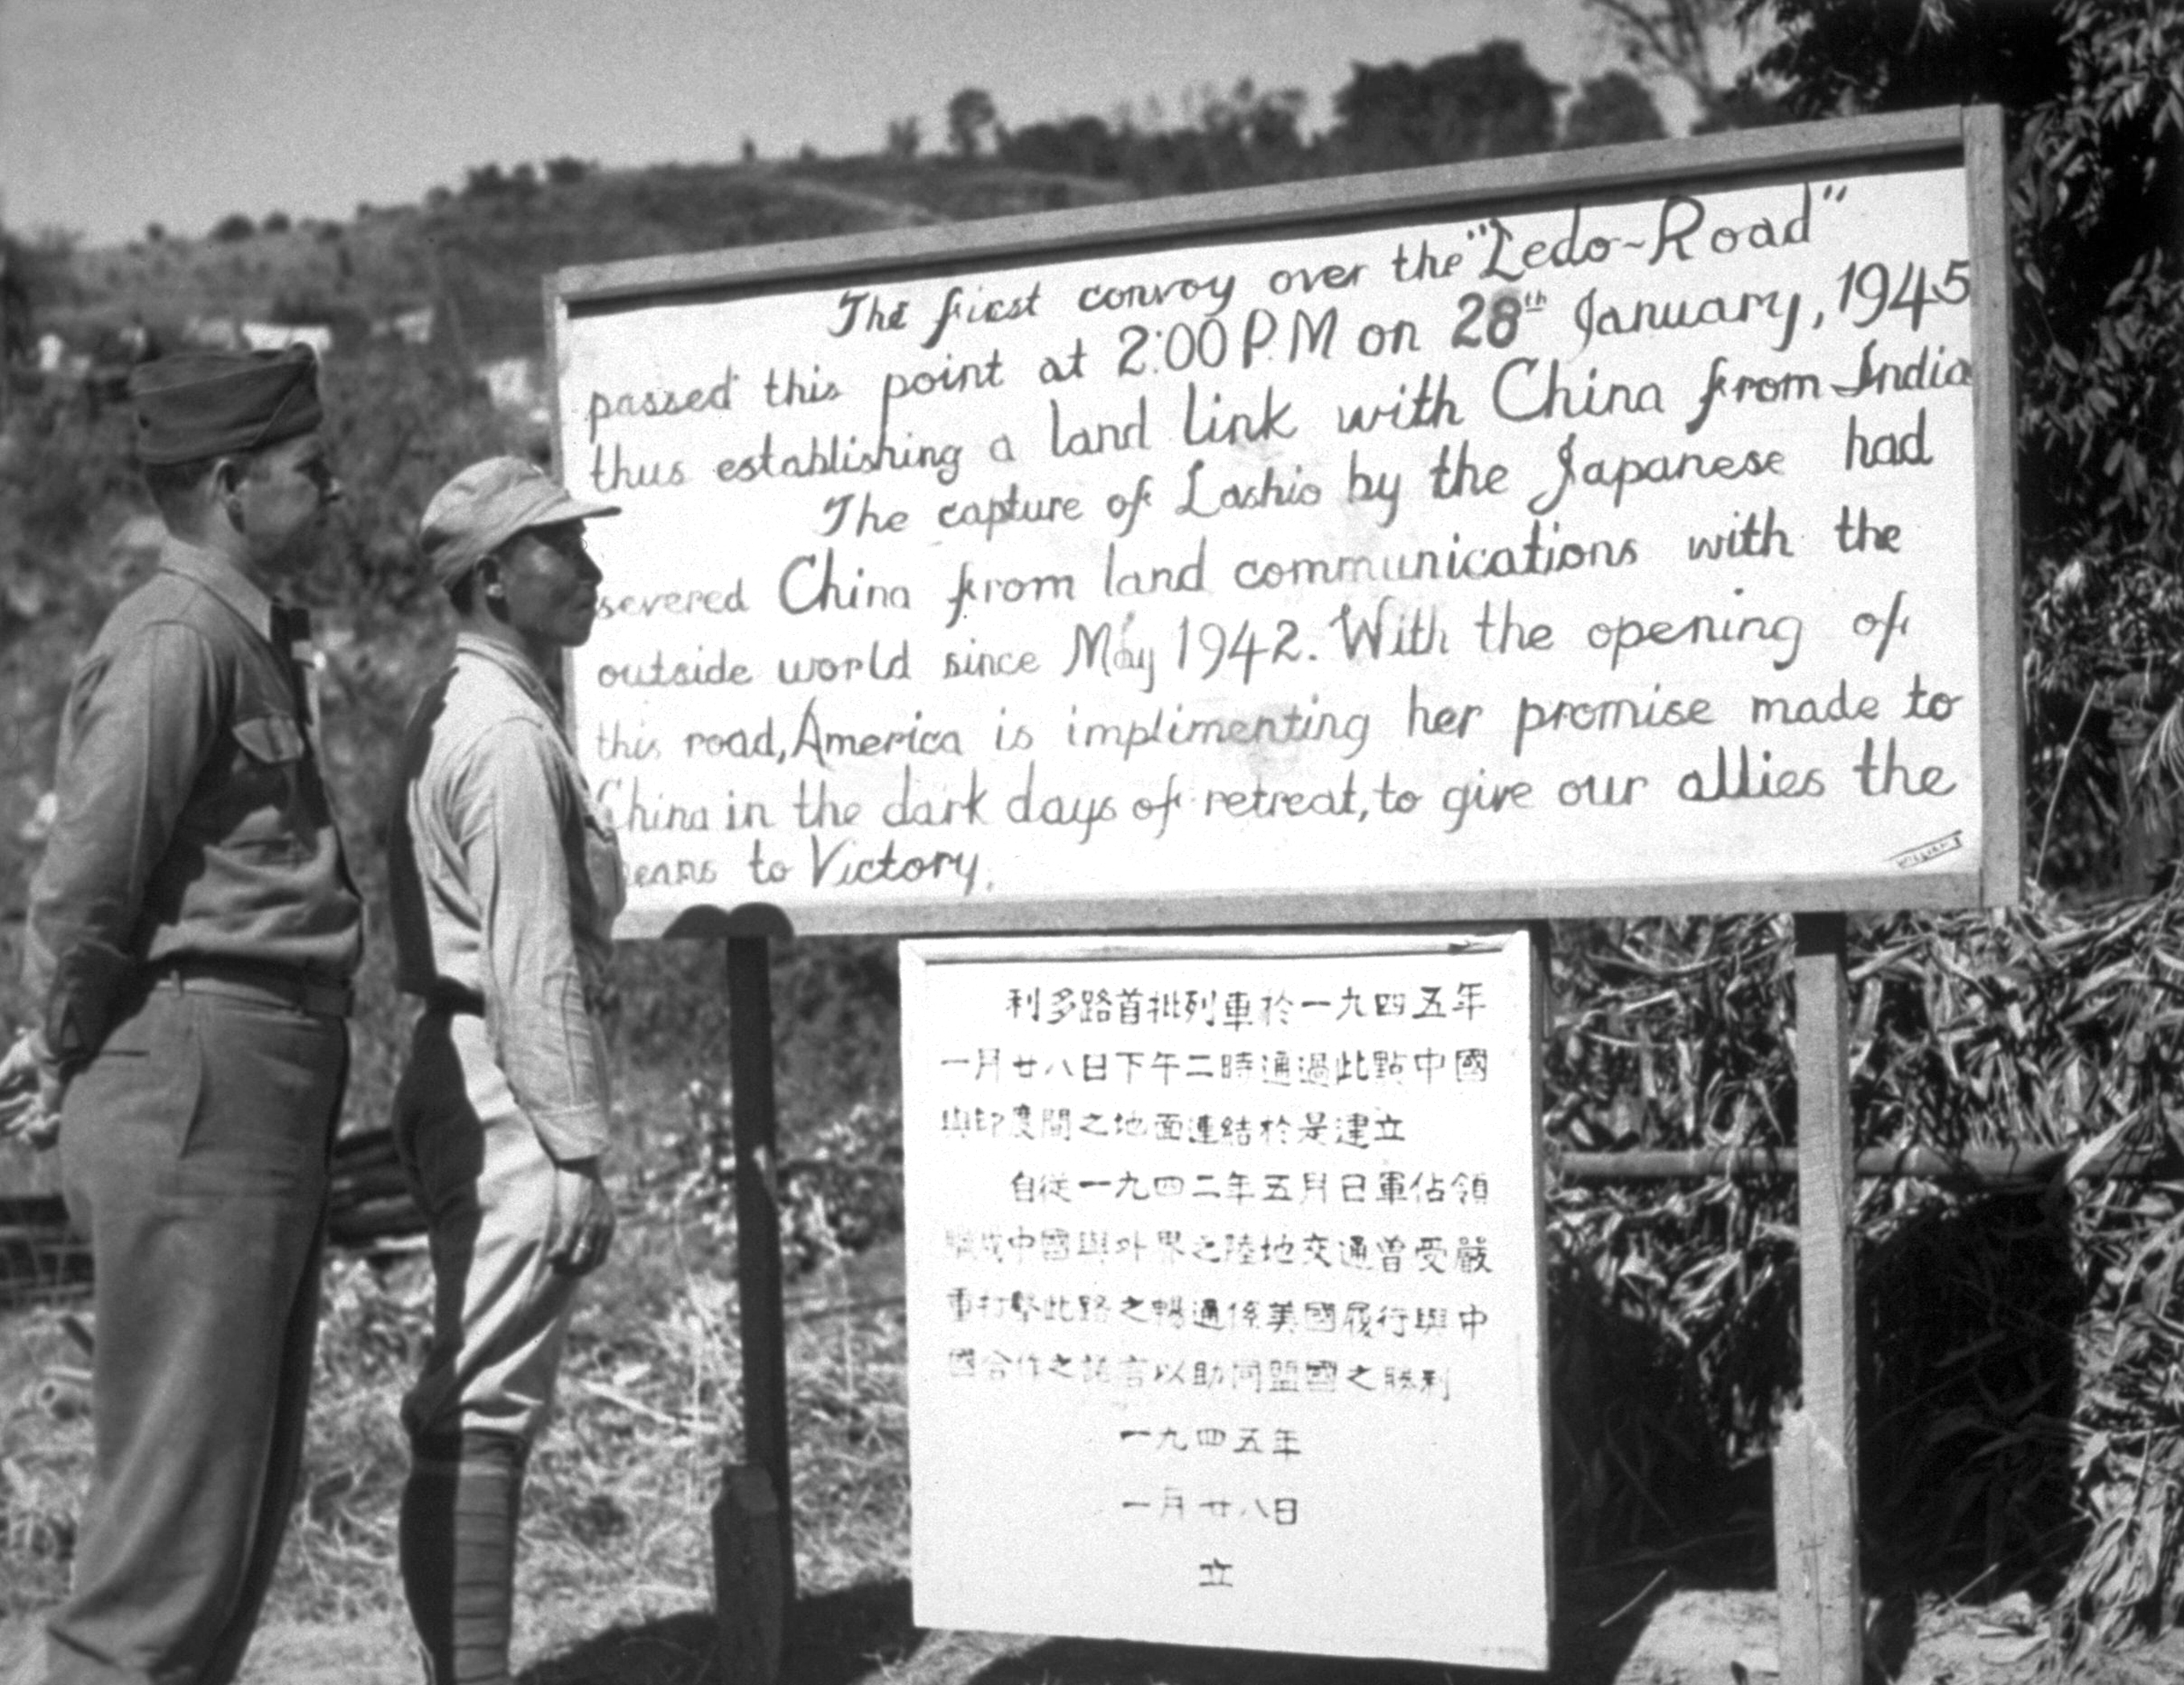 The first convoy over the "Ledo~Road"
passed this point at 2:00 P.M on 28th January, 1945
thus establishing a land link with China from India
The capture of Lashio by the Japanese had
severed China from land communications with the
outside world since May 1942. With the opening of
this road, America is implimenting her promise made to
China in the dark days of retreat, to give our allies the
means to Victory.
利多路首批列車於一九四五年
一月廿八日下午二時通過此點中國
與印度間之地面連結於是建立
自從一九四二年五月日軍佔領
臘戌中國與外界之陸地交通曾受嚴
重打擊此路之暢通係美國履行與中
國合作之諾言以助同盟國之勝利
一九四五年
一月廿八日
立